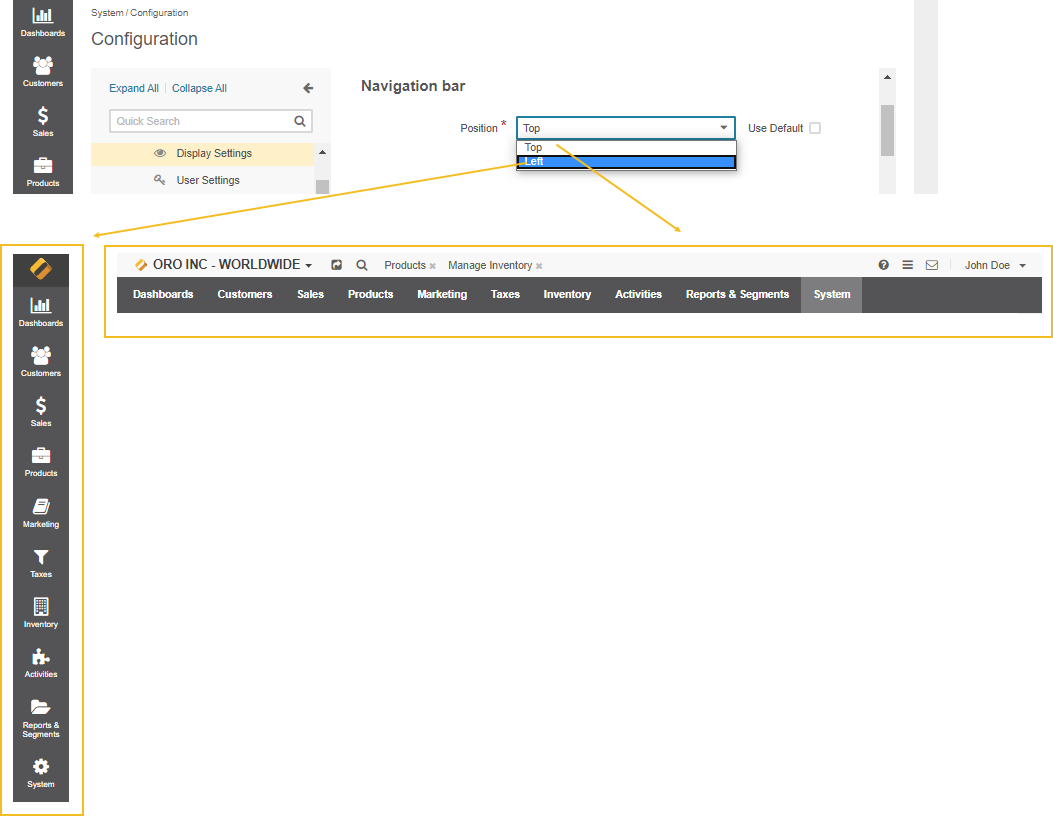 Dashboards
Customers
Sales
Products
System / Configuration
Configuration
Expand All Collapse All
Quick Search
Display Settings
User Settings
Navigation bar
Position * Top Use Default
Top
Left
Dashboards
Customers
Sales
Products
Marketing
Taxes
Inventory
Activities
Reports &
Segments
System
ORO INC - WORLDWIDE Products Manage Inventory John Doe
Dashboards Customers Sales Products Marketing Taxes Inventory Activities Reports & Segments System